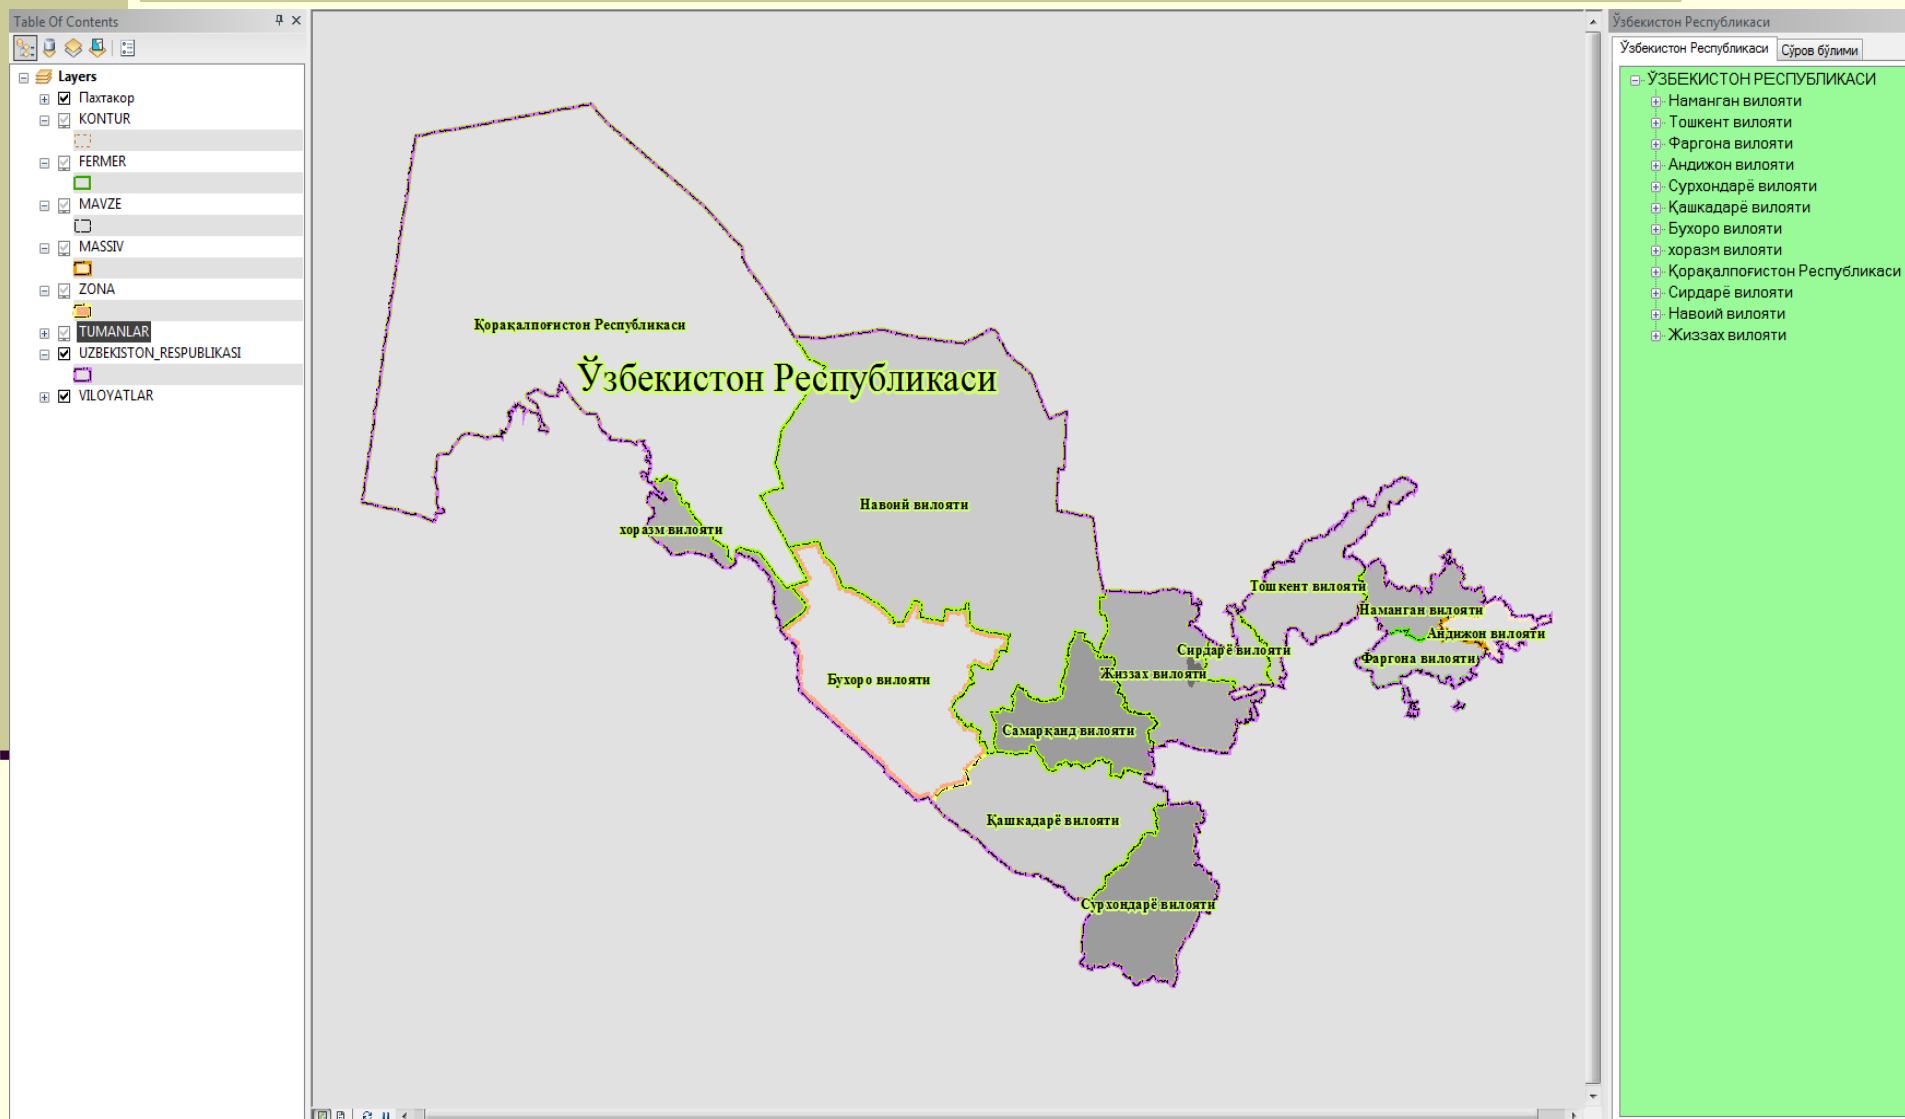 Table Of Contents
Layers
Пахтакор
KONTUR
FERMER
MAVZE
MASSIV
ZONA
TUMANLAR
UZBEKISTON_RESPUBLIKASI
VILOYATLAR
Қорақалпоғистон Республикаси
Ўзбекистон Республикаси
Навоий вилояти
хоразм вилояти
Тошкент вилояти
Наманган вилояти
Андижон вилояти
Сирдарё вилояти
Фаргона вилояти
Жиззах вилояти
Бухоро вилояти
Самарқанд вилояти
Қашкадарё вилояти
Сурхондарё вилояти
Ўзбекистон Республикаси
Ўзбекистон Республикаси Сўров бўлими
ЎЗБЕКИСТОН РЕСПУБЛИКАСИ
Наманган вилояти
Тошкент вилояти
Фаргона вилояти
Андижон вилояти
Сурхондарё вилояти
Қашкадарё вилояти
Бухоро вилояти
хоразм вилояти
Қорақалпоғистон Республикаси
Сирдарё вилояти
Навоий вилояти
Жиззах вилояти